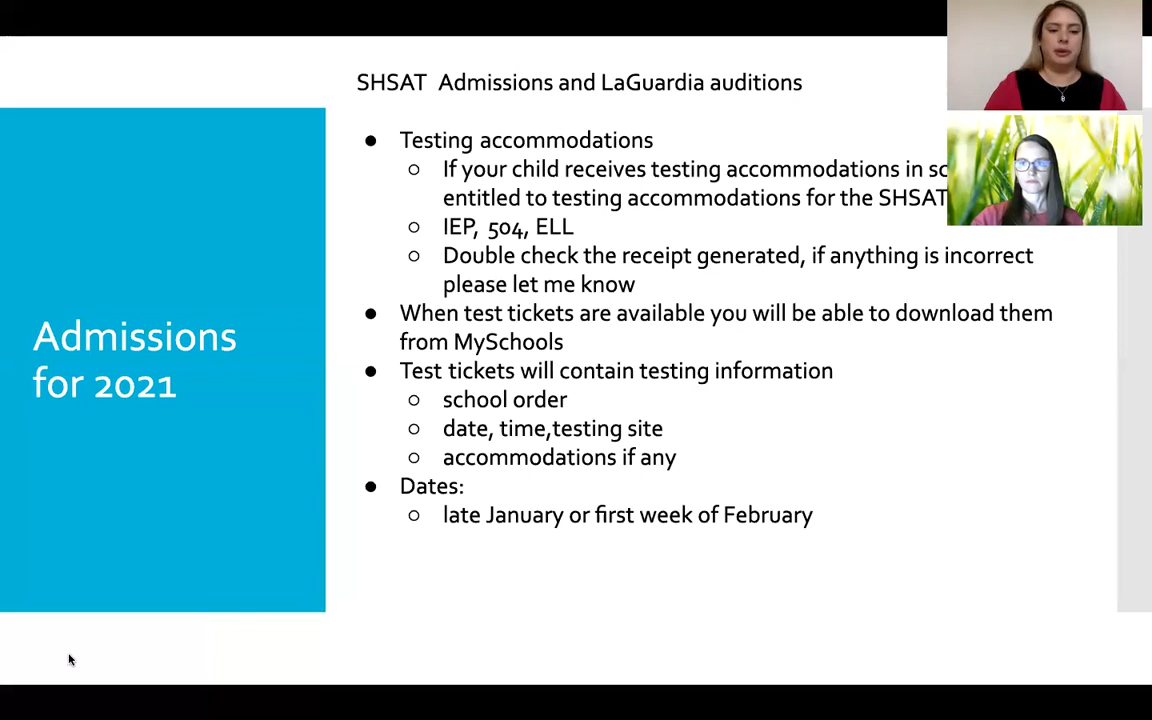 SHSAT Admissions and LaGuardia auditions
● Testing accommodations
○ If your child receives testing accommodations in
entitled to testing accommodations for the SHSAT
○ IEP, 504, ELL
○ Double check the receipt generated, if anything is incorrect
please let me know
● When test tickets are available you will be able to download them
from MySchools
● Test tickets will contain testing information
○ school order
○ date, time,testing site
○ accommodations if any
● Dates:
○ late January or first week of February
Admissions
for 2021